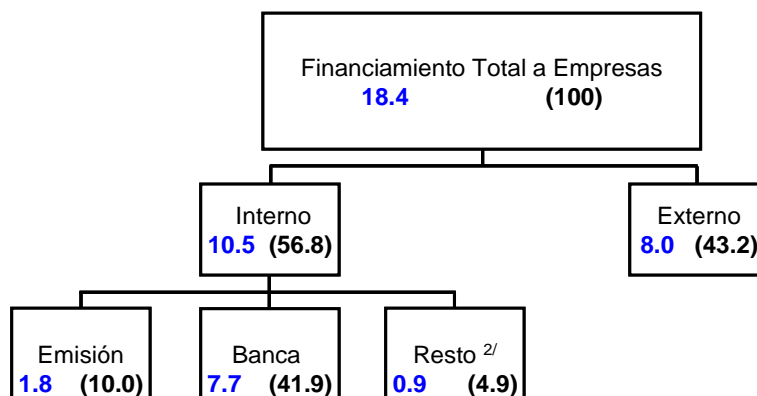 Financiamiento Total a Empresas
18.4 (100)
Interno
10.5 (56.8)
Externo
8.0 (43.2)
Emisión
1.8 (10.0)
Banca
7.7 (41.9)
Resto 2/
0.9 (4.9)